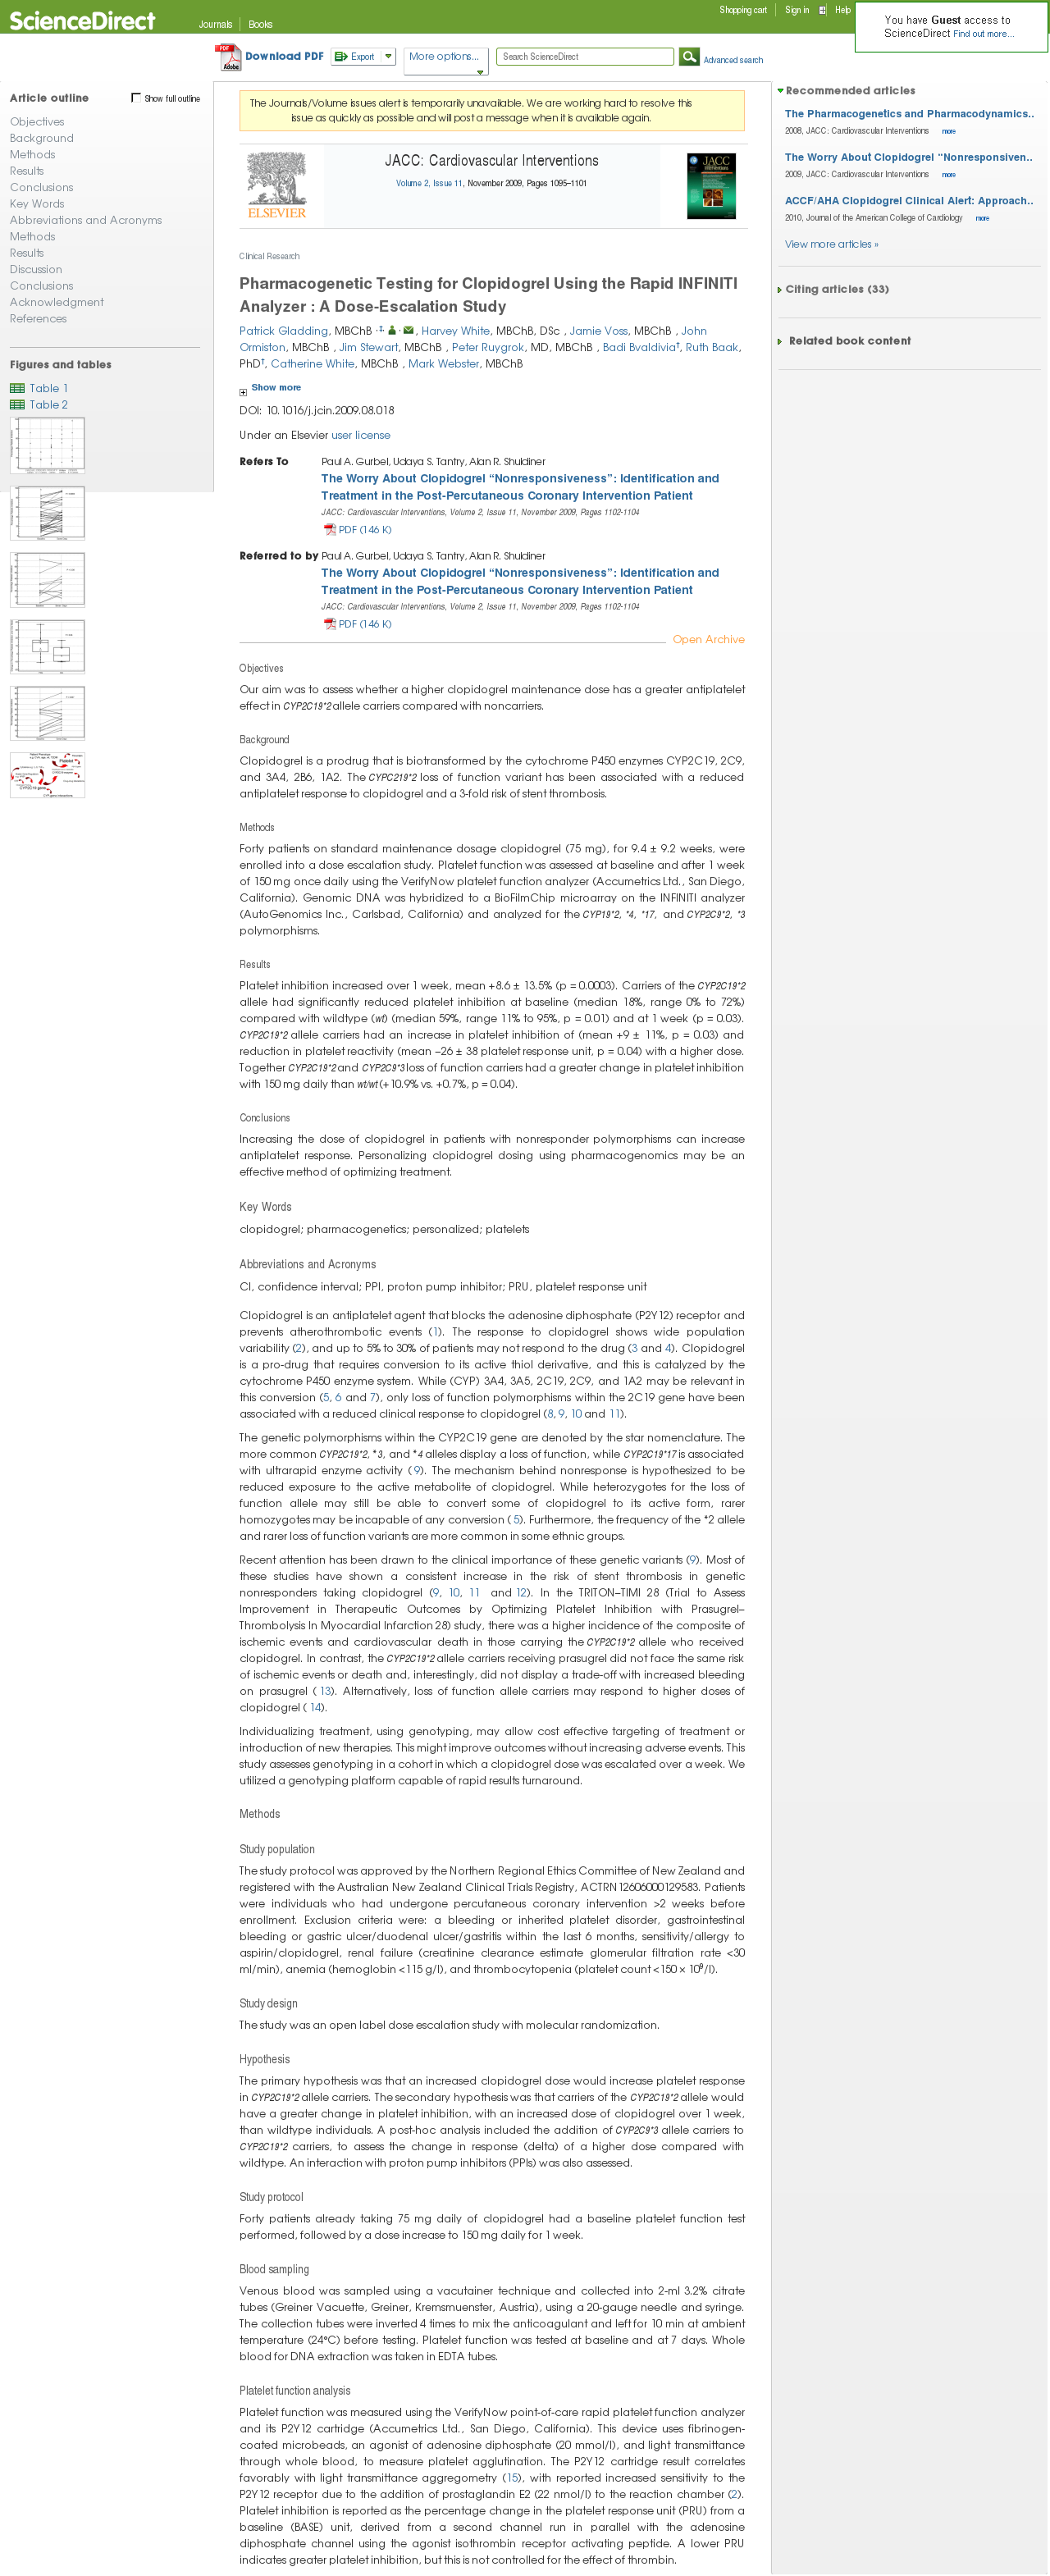 ScienceDirect
Journals
Books
Shopping cart
Sign in
Help
You have Guest access to
ScienceDirect Find out more...
Download PDF
Export
More options...
Search ScienceDirect
Advanced search
Article outline
Show full outline
Objectives
Background
Methods
Results
Conclusions
Key Words
Abbreviations and Acronyms
Methods
Results
Discussion
Conclusions
Acknowledgment
References
Figures and tables
Table 1
Table 2
The Journals/Volume issues alert is temporarily unavailable. We are working hard to resolve this
issue as quickly as possible and will post a message when it is available again.
ELSEVIER
JACC: Cardiovascular Interventions
Volume 2, Issue 11, November 2009, Pages 1095–1101
Clinical Research
Pharmacogenetic Testing for Clopidogrel Using the Rapid INFINITI
Analyzer : A Dose-Escalation Study
Patrick Gladding, MBChB , Harvey White, MBChB, DSc , Jamie Voss, MBChB , John
Ormiston, MBChB , Jim Stewart, MBChB , Peter Ruygrok, MD, MBChB , Badi Bvaldivia†, Ruth Baak,
PhD†, Catherine White, MBChB , Mark Webster, MBChB
Show more
DOI: 10.1016/j.jcin.2009.08.018
Under an Elsevier user license
Refers To
Paul A. Gurbel, Udaya S. Tantry, Alan R. Shuldiner
The Worry About Clopidogrel “Nonresponsiveness”: Identification and
Treatment in the Post-Percutaneous Coronary Intervention Patient
JACC: Cardiovascular Interventions, Volume 2, Issue 11, November 2009, Pages 1102-1104
PDF (146 K)
Referred to by Paul A. Gurbel, Udaya S. Tantry, Alan R. Shuldiner
The Worry About Clopidogrel “Nonresponsiveness”: Identification and
Treatment in the Post-Percutaneous Coronary Intervention Patient
JACC: Cardiovascular Interventions, Volume 2, Issue 11, November 2009, Pages 1102-1104
PDF (146 K)
Open Archive
Objectives
Our aim was to assess whether a higher clopidogrel maintenance dose has a greater antiplatelet
effect in CYP2C19*2 allele carriers compared with noncarriers.
Background
Clopidogrel is a prodrug that is biotransformed by the cytochrome P450 enzymes CYP2C19, 2C9,
and 3A4, 2B6, 1A2. The CYPC219*2 loss of function variant has been associated with a reduced
antiplatelet response to clopidogrel and a 3-fold risk of stent thrombosis.
Methods
Forty patients on standard maintenance dosage clopidogrel (75 mg), for 9.4 ± 9.2 weeks, were
enrolled into a dose escalation study. Platelet function was assessed at baseline and after 1 week
of 150 mg once daily using the VerifyNow platelet function analyzer (Accumetrics Ltd., San Diego,
California). Genomic DNA was hybridized to a BioFilmChip microarray on the INFINITI analyzer
(AutoGenomics Inc., Carlsbad, California) and analyzed for the CYP19*2, *4, *17, and CYP2C9*2, *3
polymorphisms.
Results
Platelet inhibition increased over 1 week, mean +8.6 ± 13.5% (p = 0.0003). Carriers of the CYP2C19*2
allele had significantly reduced platelet inhibition at baseline (median 18%, range 0% to 72%)
compared with wildtype (wt) (median 59%, range 11% to 95%, p = 0.01) and at 1 week (p = 0.03).
CYP2C19*2 allele carriers had an increase in platelet inhibition of (mean +9 ± 11%, p = 0.03) and
reduction in platelet reactivity (mean −26 ± 38 platelet response unit, p = 0.04) with a higher dose.
Together CYP2C19*2 and CYP2C9*3 loss of function carriers had a greater change in platelet inhibition
with 150 mg daily than wt/wt (+10.9% vs. +0.7%, p = 0.04).
Conclusions
Increasing the dose of clopidogrel in patients with nonresponder polymorphisms can increase
antiplatelet response. Personalizing clopidogrel dosing using pharmacogenomics may be an
effective method of optimizing treatment.
Key Words
clopidogrel; pharmacogenetics; personalized; platelets
Abbreviations and Acronyms
CI, confidence interval; PPI, proton pump inhibitor; PRU, platelet response unit
Clopidogrel is an antiplatelet agent that blocks the adenosine diphosphate (P2Y12) receptor and
prevents atherothrombotic events (1). The response to clopidogrel shows wide population
variability (2), and up to 5% to 30% of patients may not respond to the drug (3 and 4). Clopidogrel
is a pro-drug that requires conversion to its active thiol derivative, and this is catalyzed by the
cytochrome P450 enzyme system. While (CYP) 3A4, 3A5, 2C19, 2C9, and 1A2 may be relevant in
this conversion (5, 6 and 7), only loss of function polymorphisms within the 2C19 gene have been
associated with a reduced clinical response to clopidogrel (8, 9, 10 and 11).
The genetic polymorphisms within the CYP2C19 gene are denoted by the star nomenclature. The
more common CYP2C19*2, *3, and *4 alleles display a loss of function, while CYP2C19*17 is associated
with ultrarapid enzyme activity ( 9). The mechanism behind nonresponse is hypothesized to be
reduced exposure to the active metabolite of clopidogrel. While heterozygotes for the loss of
function allele may still be able to convert some of clopidogrel to its active form, rarer
homozygotes may be incapable of any conversion ( 5). Furthermore, the frequency of the *2 allele
and rarer loss of function variants are more common in some ethnic groups.
Recent attention has been drawn to the clinical importance of these genetic variants (9). Most of
these studies have shown a consistent increase in the risk of stent thrombosis in genetic
nonresponders taking clopidogrel (9, 10, 11 and 12). In the TRITON–TIMI 28 (Trial to Assess
Improvement in Therapeutic Outcomes by Optimizing Platelet Inhibition with Prasugrel–
Thrombolysis In Myocardial Infarction 28) study, there was a higher incidence of the composite of
ischemic events and cardiovascular death in those carrying the CYP2C19*2 allele who received
clopidogrel. In contrast, the CYP2C19*2 allele carriers receiving prasugrel did not face the same risk
of ischemic events or death and, interestingly, did not display a trade-off with increased bleeding
on prasugrel ( 13). Alternatively, loss of function allele carriers may respond to higher doses of
clopidogrel ( 14).
Individualizing treatment, using genotyping, may allow cost effective targeting of treatment or
introduction of new therapies. This might improve outcomes without increasing adverse events. This
study assesses genotyping in a cohort in which a clopidogrel dose was escalated over a week. We
utilized a genotyping platform capable of rapid results turnaround.
Methods
Study population
The study protocol was approved by the Northern Regional Ethics Committee of New Zealand and
registered with the Australian New Zealand Clinical Trials Registry, ACTRN12606000129583. Patients
were individuals who had undergone percutaneous coronary intervention >2 weeks before
enrollment. Exclusion criteria were: a bleeding or inherited platelet disorder, gastrointestinal
bleeding or gastric ulcer/duodenal ulcer/gastritis within the last 6 months, sensitivity/allergy to
aspirin/clopidogrel, renal failure (creatinine clearance estimate glomerular filtration rate <30
ml/min), anemia (hemoglobin <115 g/l), and thrombocytopenia (platelet count <150 × 10⁹/l).
Study design
The study was an open label dose escalation study with molecular randomization.
Hypothesis
The primary hypothesis was that an increased clopidogrel dose would increase platelet response
in CYP2C19*2 allele carriers. The secondary hypothesis was that carriers of the CYP2C19*2 allele would
have a greater change in platelet inhibition, with an increased dose of clopidogrel over 1 week,
than wildtype individuals. A post-hoc analysis included the addition of CYP2C9*3 allele carriers to
CYP2C19*2 carriers, to assess the change in response (delta) of a higher dose compared with
wildtype. An interaction with proton pump inhibitors (PPIs) was also assessed.
Study protocol
Forty patients already taking 75 mg daily of clopidogrel had a baseline platelet function test
performed, followed by a dose increase to 150 mg daily for 1 week.
Blood sampling
Venous blood was sampled using a vacutainer technique and collected into 2-ml 3.2% citrate
tubes (Greiner Vacuette, Greiner, Kremsmuenster, Austria), using a 20-gauge needle and syringe.
The collection tubes were inverted 4 times to mix the anticoagulant and left for 10 min at ambient
temperature (24°C) before testing. Platelet function was tested at baseline and at 7 days. Whole
blood for DNA extraction was taken in EDTA tubes.
Platelet function analysis
Platelet function was measured using the VerifyNow point-of-care rapid platelet function analyzer
and its P2Y12 cartridge (Accumetrics Ltd., San Diego, California). This device uses fibrinogen-
coated microbeads, an agonist of adenosine diphosphate (20 mmol/l), and light transmittance
through whole blood, to measure platelet agglutination. The P2Y12 cartridge result correlates
favorably with light transmittance aggregometry (15), with reported increased sensitivity to the
P2Y12 receptor due to the addition of prostaglandin E2 (22 nmol/l) to the reaction chamber (2).
Platelet inhibition is reported as the percentage change in the platelet response unit (PRU) from a
baseline (BASE) unit, derived from a second channel run in parallel with the adenosine
diphosphate channel using the agonist isothrombin receptor activating peptide. A lower PRU
indicates greater platelet inhibition, but this is not controlled for the effect of thrombin.
Recommended articles
The Pharmacogenetics and Pharmacodynamics..
2008, JACC: Cardiovascular Interventions more
The Worry About Clopidogrel “Nonresponsiven..
2009, JACC: Cardiovascular Interventions more
ACCF/AHA Clopidogrel Clinical Alert: Approach..
2010, Journal of the American College of Cardiology more
View more articles »
Citing articles (33)
Related book content